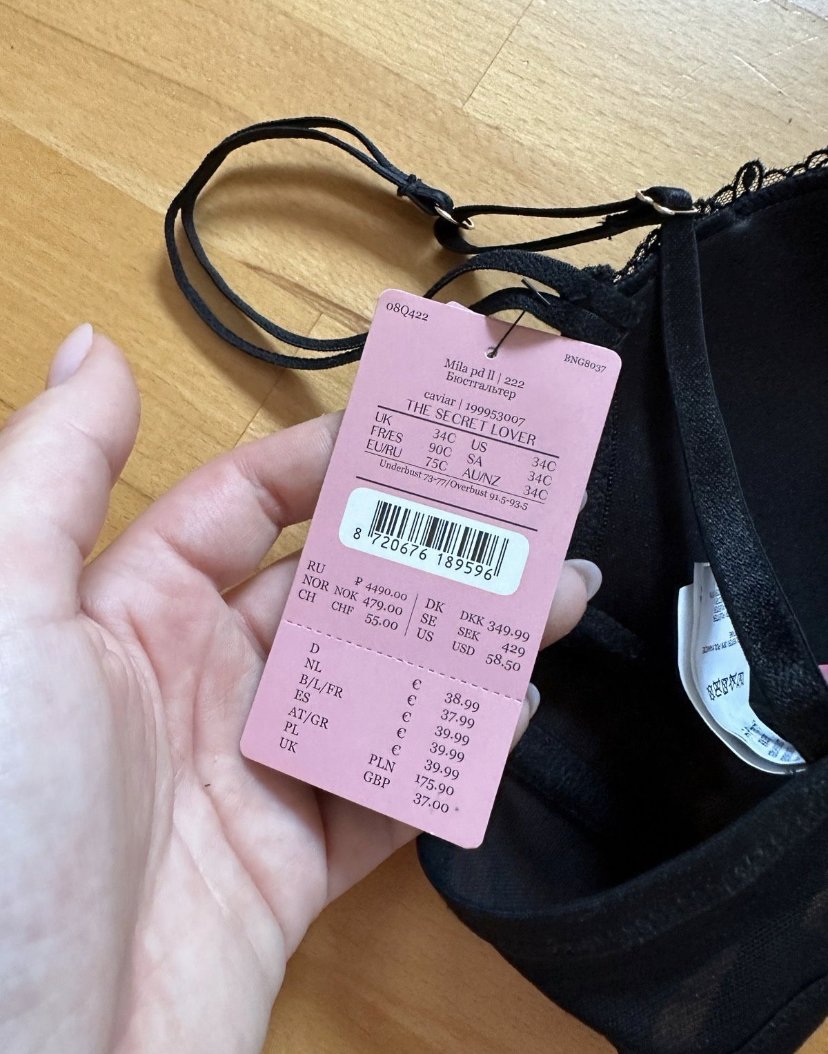 08Q422
BNG8037
Mila pd ll | 222
Бюстгальтер
caviar | 199953007
THE SECRET LOVER
UK 34C US 34C
FR/ES 90C SA 34C
EU/RU 75C AU/NZ 34C
Underbust 73-77/Overbust 91.5-93.5
8 720676 189596
RU ₽ 4490.00 DK DKK 349.99
NOR NOK 479.00 SE SEK 429
CH CHF 55.00 US USD 58.50
D € 38.99
NL € 37.99
B/L/FR € 39.99
ES € 39.99
AT/GR € 39.99
PL PLN 175.90
UK GBP 37.00